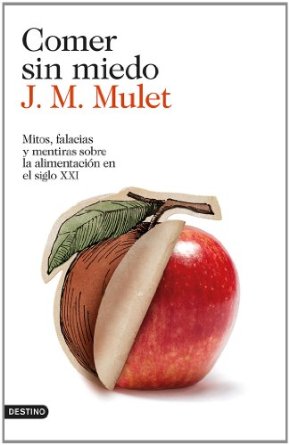 Comer
sin miedo
J. M. Mulet
Mitos, falacias
y mentiras sobre
la alimentación en
el siglo XXI
DESTINO